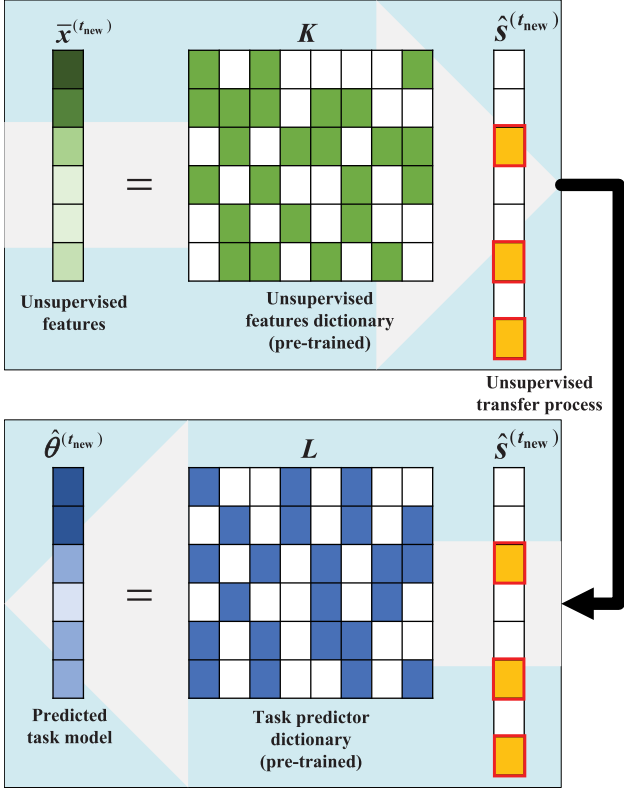 x̅^(t_new) K ŝ^(t_new)
=
Unsupervised
features
Unsupervised
features dictionary
(pre-trained)
Unsupervised
transfer process
θ̂^(t_new) L ŝ^(t_new)
=
Predicted
task model
Task predictor
dictionary
(pre-trained)